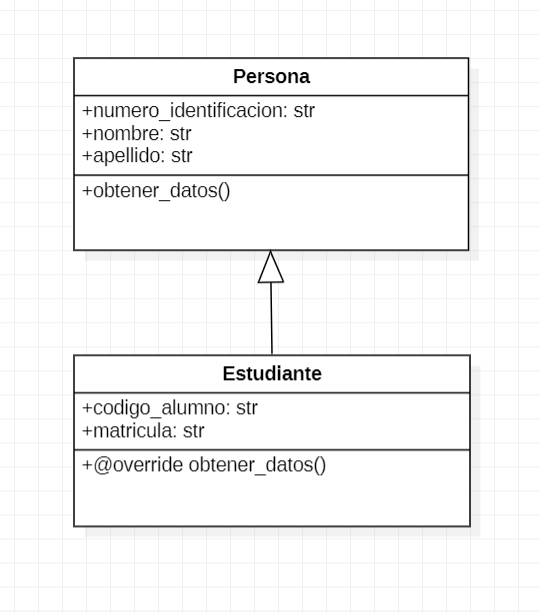 Persona
+numero_identificacion: str
+nombre: str
+apellido: str
+obtener_datos()
Estudiante
+codigo_alumno: str
+matricula: str
+@override obtener_datos()